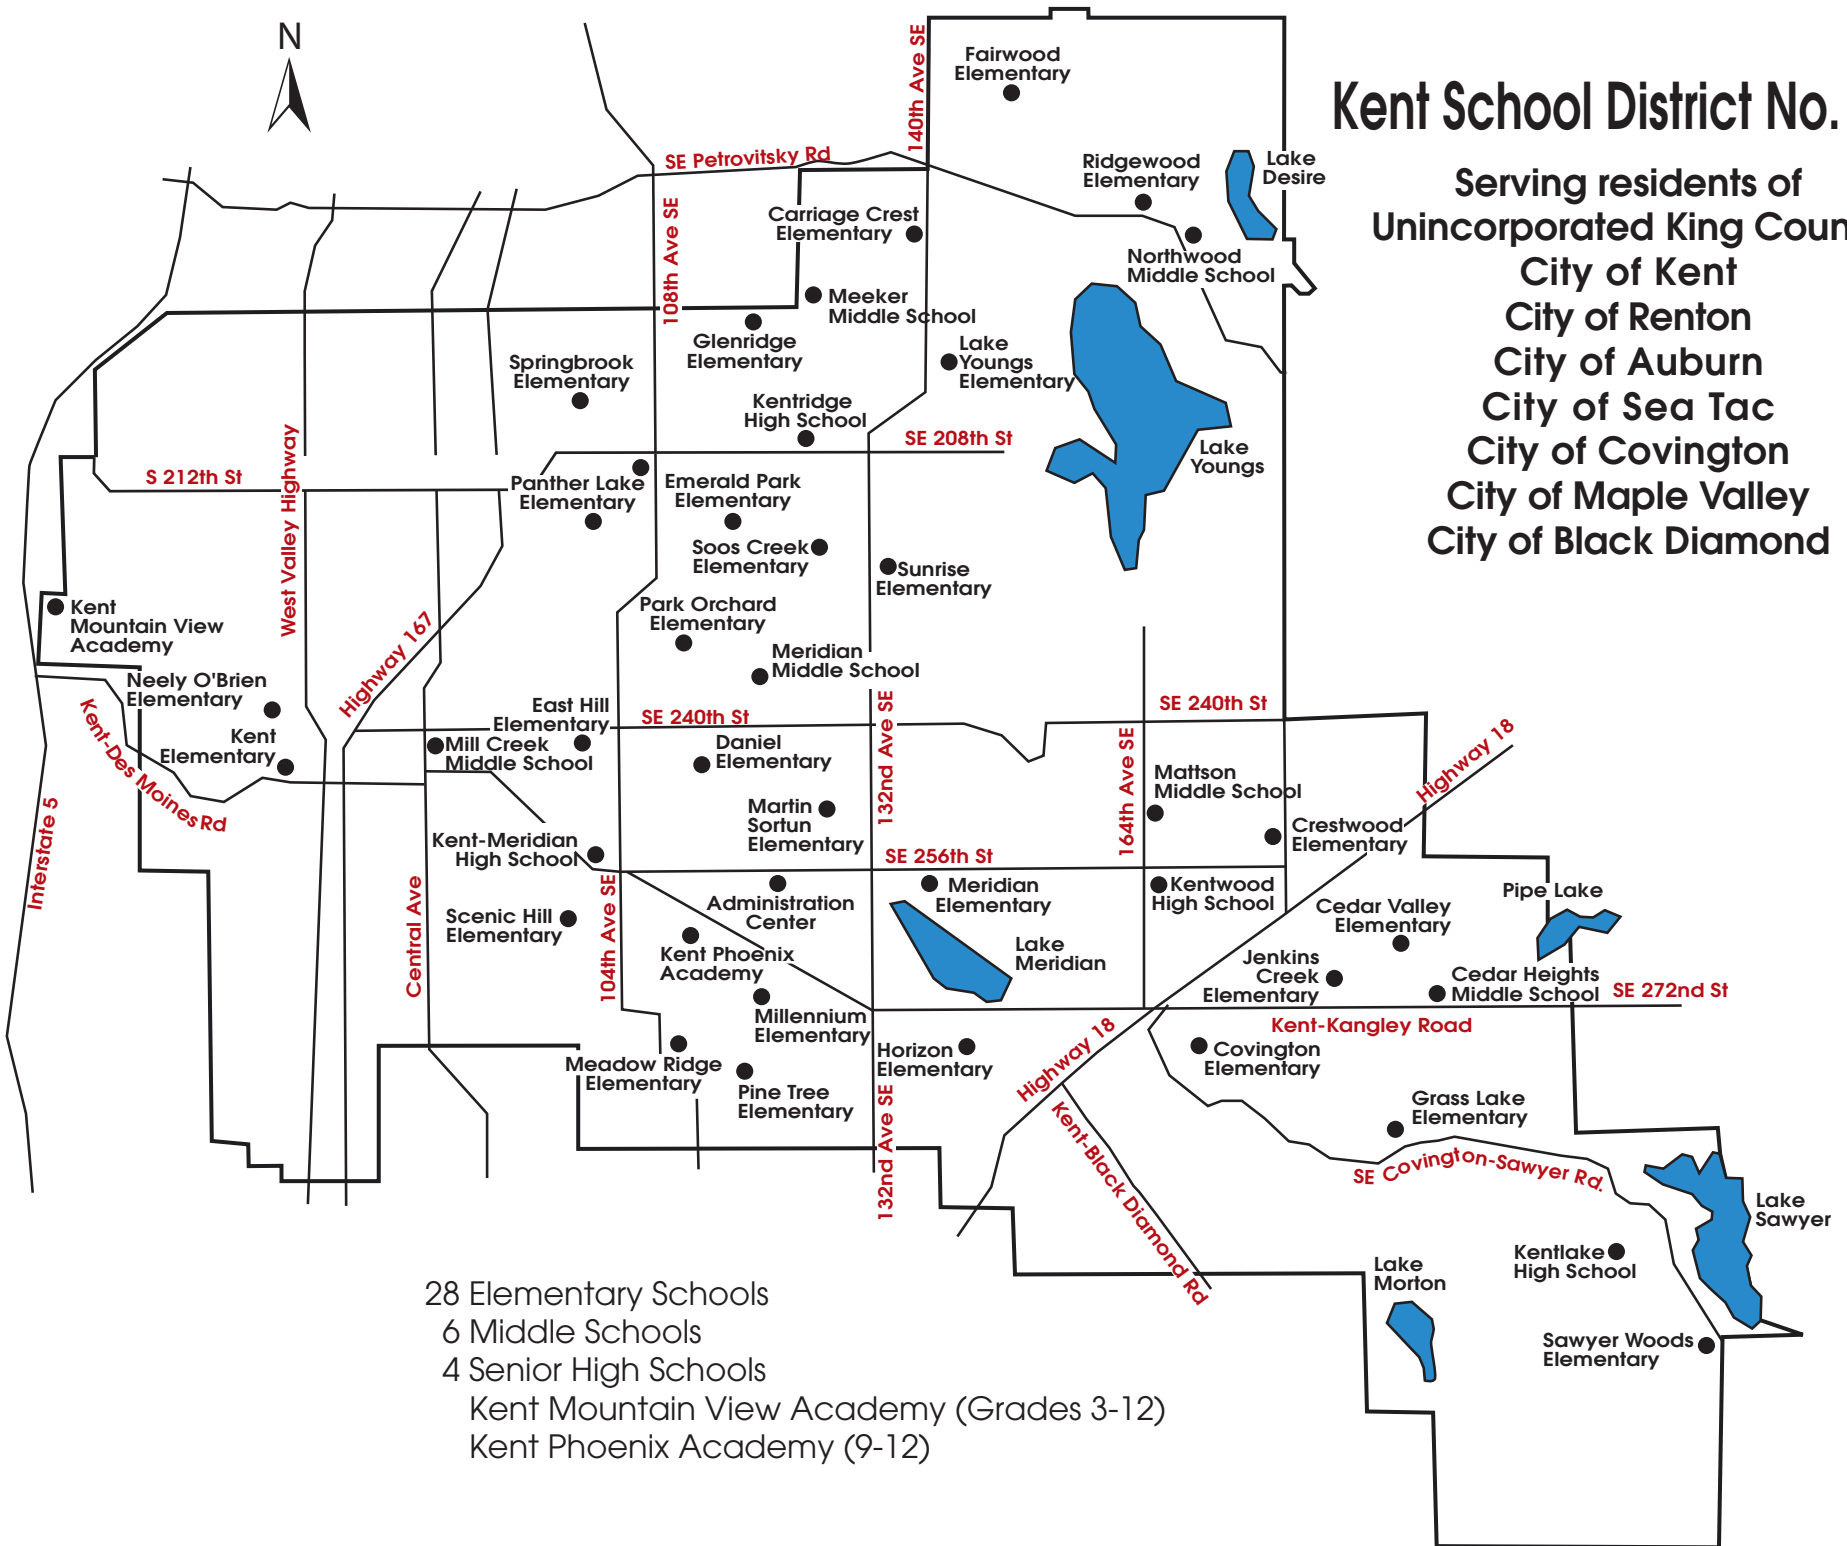 N
Kent School District No.
Serving residents of
Unincorporated King Coun
City of Kent
City of Renton
City of Auburn
City of Sea Tac
City of Covington
City of Maple Valley
City of Black Diamond
140th Ave SE
Fairwood
Elementary
SE Petrovitsky Rd
Ridgewood
Elementary
Lake
Desire
108th Ave SE
Carriage Crest
Elementary
Northwood
Middle School
Meeker
Middle School
Glenridge
Elementary
Lake
Youngs
Elementary
Springbrook
Elementary
Kentridge
High School
SE 208th St
Lake
Youngs
S 212th St
West Valley Highway
Panther Lake
Elementary
Emerald Park
Elementary
Soos Creek
Elementary
Sunrise
Elementary
Kent
Mountain View
Academy
Park Orchard
Elementary
Highway 167
Meridian
Middle School
Neely O'Brien
Elementary
East Hill
Elementary
SE 240th St
132nd Ave SE
SE 240th St
Kent-Des Moines Rd
Kent
Elementary
Mill Creek
Middle School
Daniel
Elementary
164th Ave SE
Mattson
Middle School
Highway 18
Interstate 5
Martin
Sortun
Elementary
Crestwood
Elementary
Kent-Meridian
High School
SE 256th St
Central Ave
104th Ave SE
Administration
Center
Meridian
Elementary
Kentwood
High School
Pipe Lake
Cedar Valley
Elementary
Scenic Hill
Elementary
Kent Phoenix
Academy
Lake
Meridian
Jenkins
Creek
Elementary
Cedar Heights
Middle School
SE 272nd St
Millennium
Elementary
Kent-Kangley Road
Meadow Ridge
Elementary
Horizon
Elementary
Highway 18
Covington
Elementary
Pine Tree
Elementary
132nd Ave SE
Kent-Black Diamond Rd
Grass Lake
Elementary
SE Covington-Sawyer Rd.
Lake
Sawyer
Kentlake
High School
Lake
Morton
Sawyer Woods
Elementary
28 Elementary Schools
6 Middle Schools
4 Senior High Schools
Kent Mountain View Academy (Grades 3-12)
Kent Phoenix Academy (9-12)